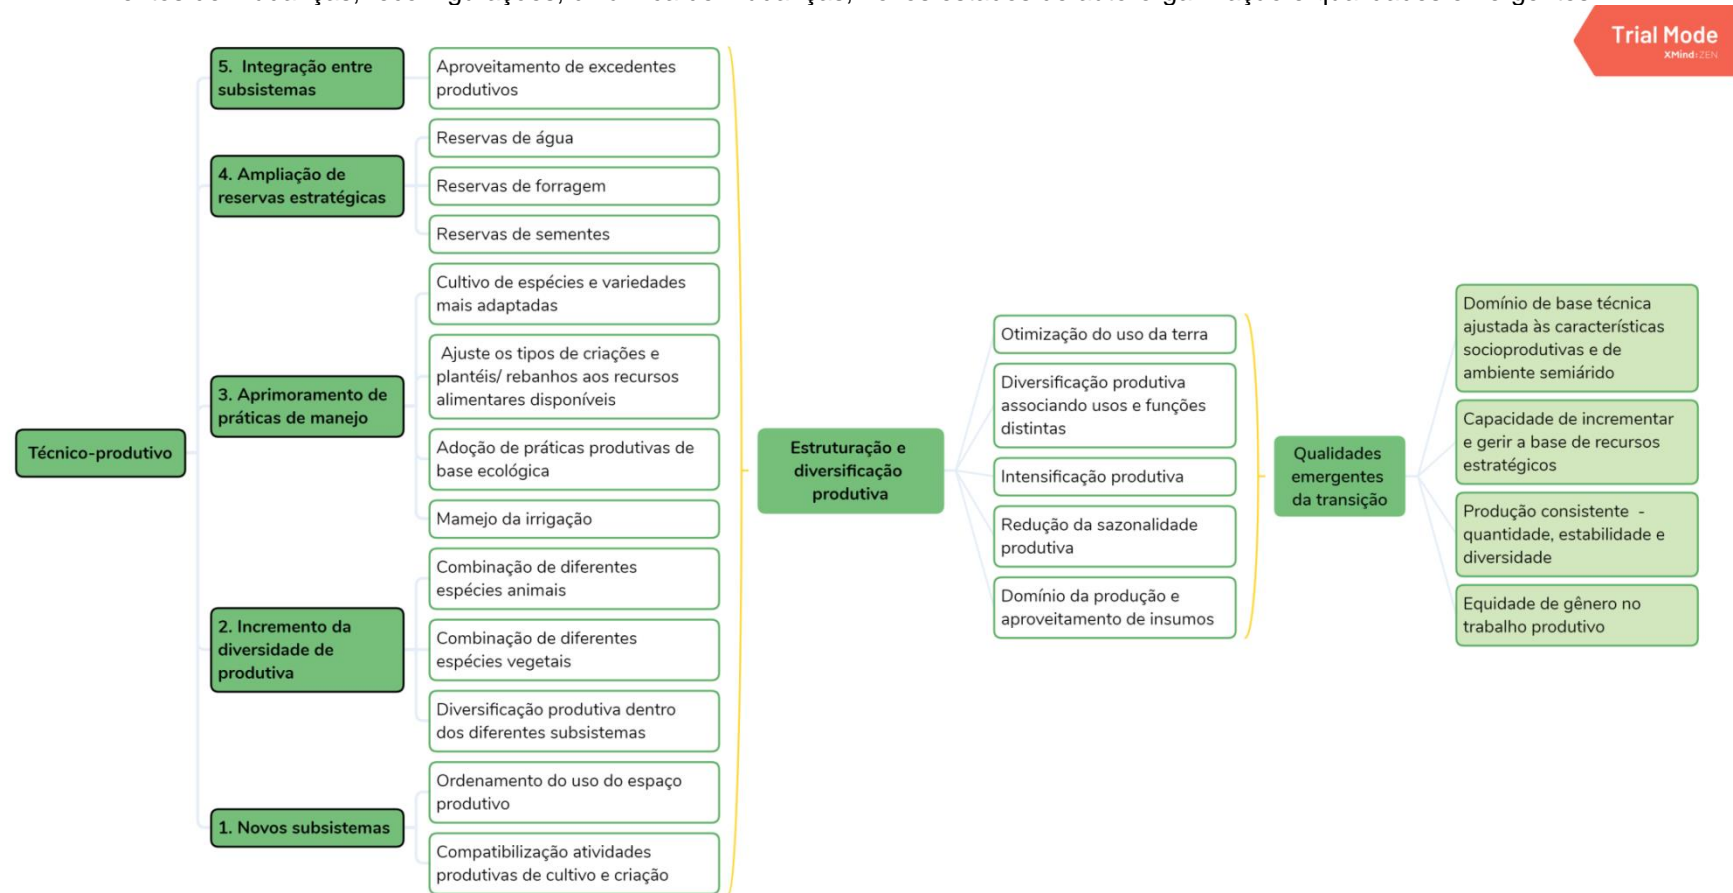 Trial Mode
XMind:ZEN
5. Integração entre
subsistemas
Aproveitamento de excedentes
produtivos
4. Ampliação de
reservas estratégicas
Reservas de água
Reservas de forragem
Reservas de sementes
3. Aprimoramento de
práticas de manejo
Cultivo de espécies e variedades
mais adaptadas
Ajuste os tipos de criações e
plantéis/ rebanhos aos recursos
alimentares disponíveis
Adoção de práticas produtivas de
base ecológica
Mamejo da irrigação
Técnico-produtivo
2. Incremento da
diversidade de
produtiva
Combinação de diferentes
espécies animais
Combinação de diferentes
espécies vegetais
Diversificação produtiva dentro
dos diferentes subsistemas
1. Novos subsistemas
Ordenamento do uso do espaço
produtivo
Compatibilização atividades
produtivas de cultivo e criação
Estruturação e
diversificação
produtiva
Otimização do uso da terra
Diversificação produtiva
associando usos e funções
distintas
Intensificação produtiva
Redução da sazonalidade
produtiva
Domínio da produção e
aproveitamento de insumos
Qualidades
emergentes
da transição
Domínio de base técnica
ajustada às características
socioprodutivas e de
ambiente semiárido
Capacidade de incrementar
e gerir a base de recursos
estratégicos
Produção consistente -
quantidade, estabilidade e
diversidade
Equidade de gênero no
trabalho produtivo